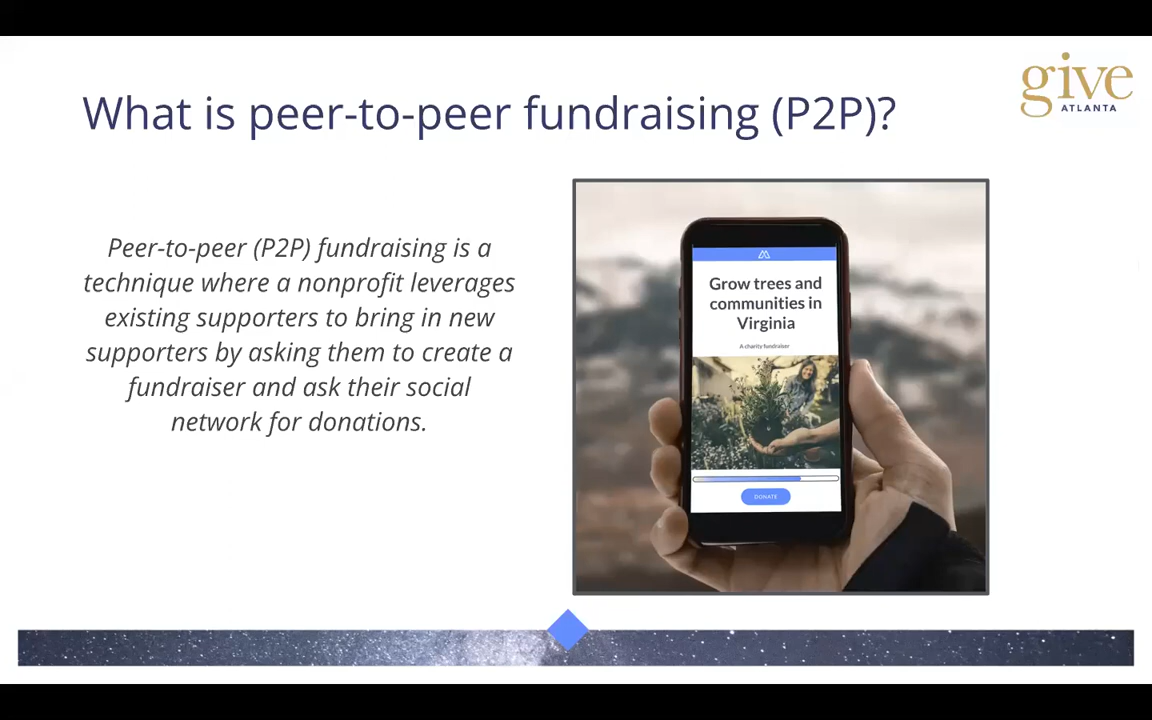 give
ATLANTA
What is peer-to-peer fundraising (P2P)?
Peer-to-peer (P2P) fundraising is a
technique where a nonprofit leverages
existing supporters to bring in new
supporters by asking them to create a
fundraiser and ask their social
network for donations.
Grow trees and
communities in
Virginia
A charity fundraiser
DONATE